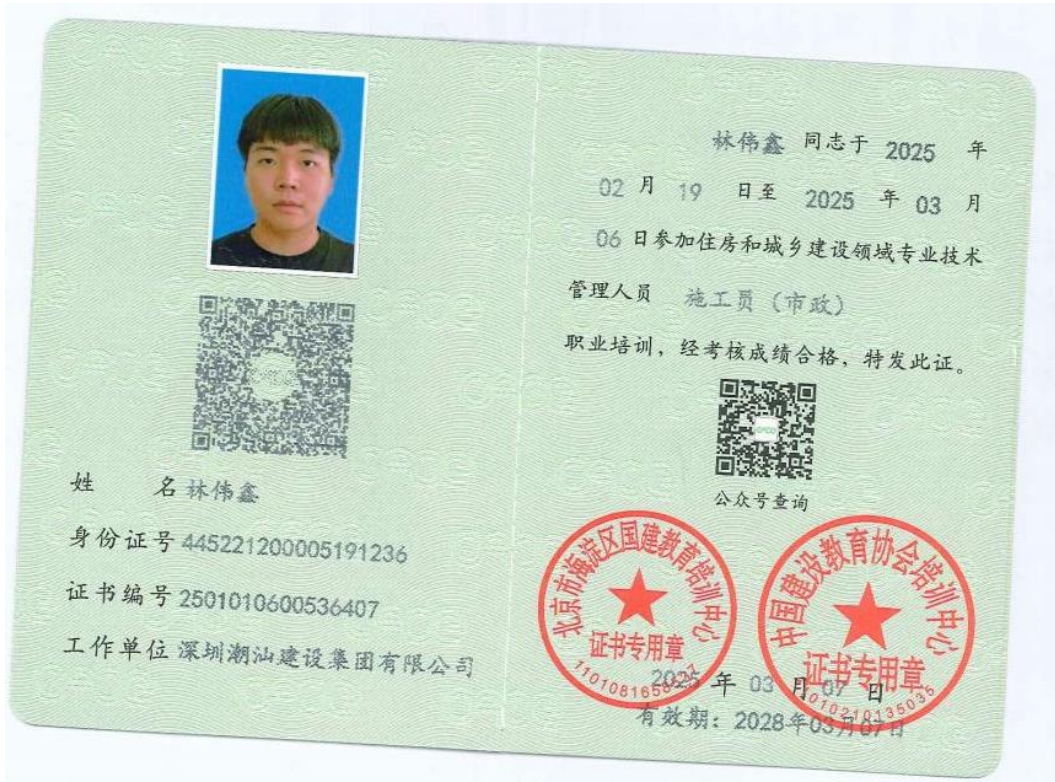 姓 名 林伟鑫
身份证号 445221200005191236
证书编号 2501010600536407
工作单位 深圳潮汕建设集团有限公司
林伟鑫 同志于 2025 年
02 月 19 日至 2025 年 03 月
06 日参加住房和城乡建设领域专业技术
管理人员 施工员（市政）
职业培训，经考核成绩合格，特发此证。
公众号查询
北京市海淀区国建教育培训中心
证书专用章
中国建设教育协会培训中心
证书专用章
2025 年 03 月 07 日
有效期：2028年03月07日